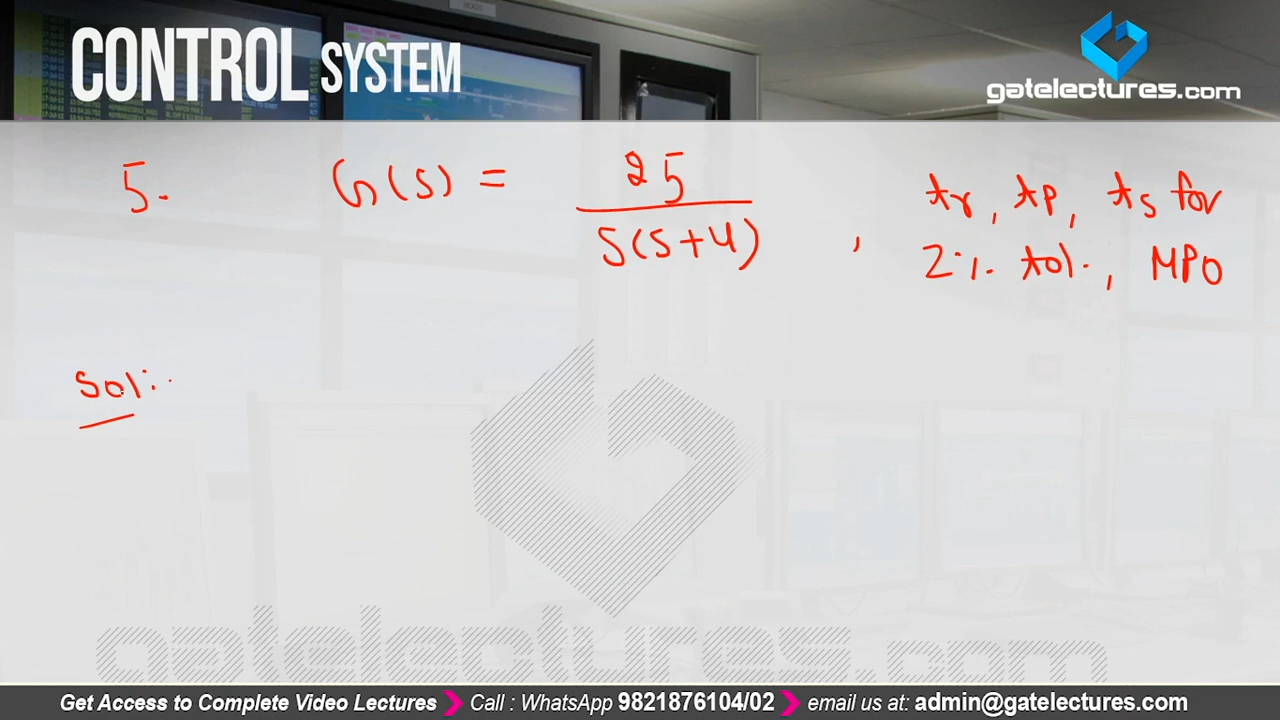 CONTROL SYSTEM
gatelectures.com
5. G(s) = 25 / s(s+4) , tr, tp, ts for
2% tol., MPO
Sol:-
gatelectures.com
Get Access to Complete Video Lectures Call : WhatsApp 9821876104/02 email us at: admin@gatelectures.com